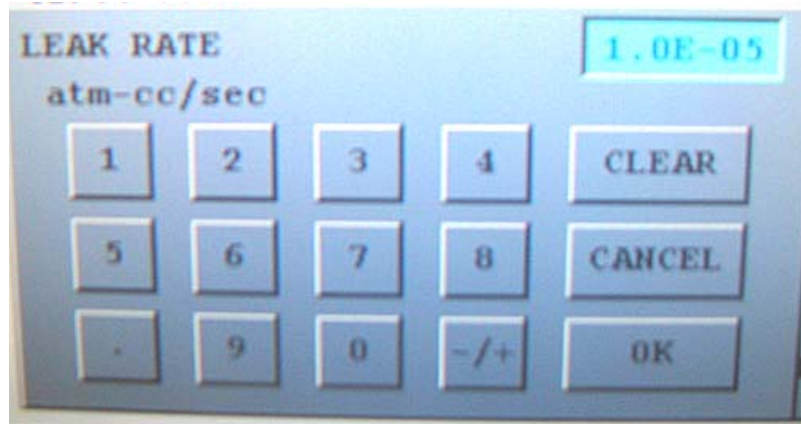 LEAK RATE 1.0E-05
atm-cc/sec
1 2 3 4 CLEAR
5 6 7 8 CANCEL
. 9 0 -/+ OK